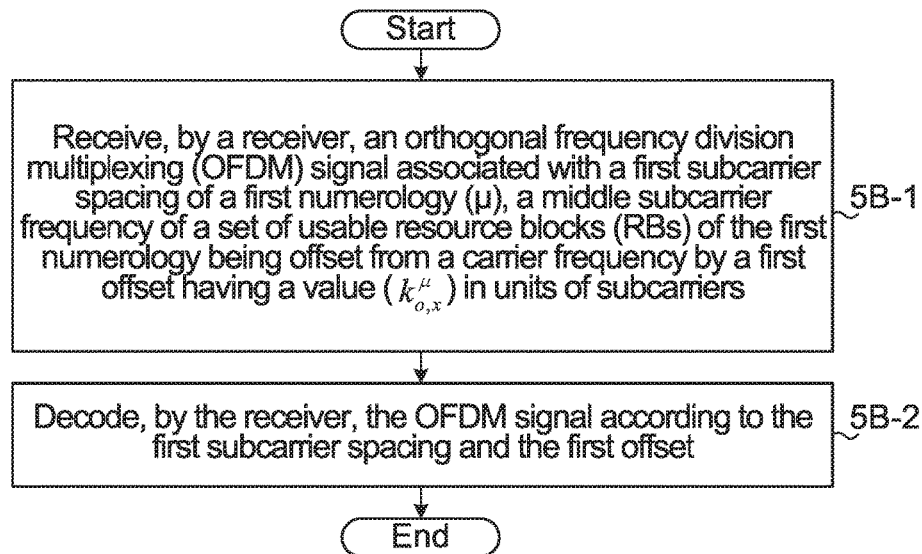 Start
Receive, by a receiver, an orthogonal frequency division
multiplexing (OFDM) signal associated with a first subcarrier
spacing of a first numerology (μ), a middle subcarrier
frequency of a set of usable resource blocks (RBs) of the first
numerology being offset from a carrier frequency by a first
offset having a value ( k_{o,x}^{μ} ) in units of subcarriers
5B-1
Decode, by the receiver, the OFDM signal according to the
first subcarrier spacing and the first offset
5B-2
End